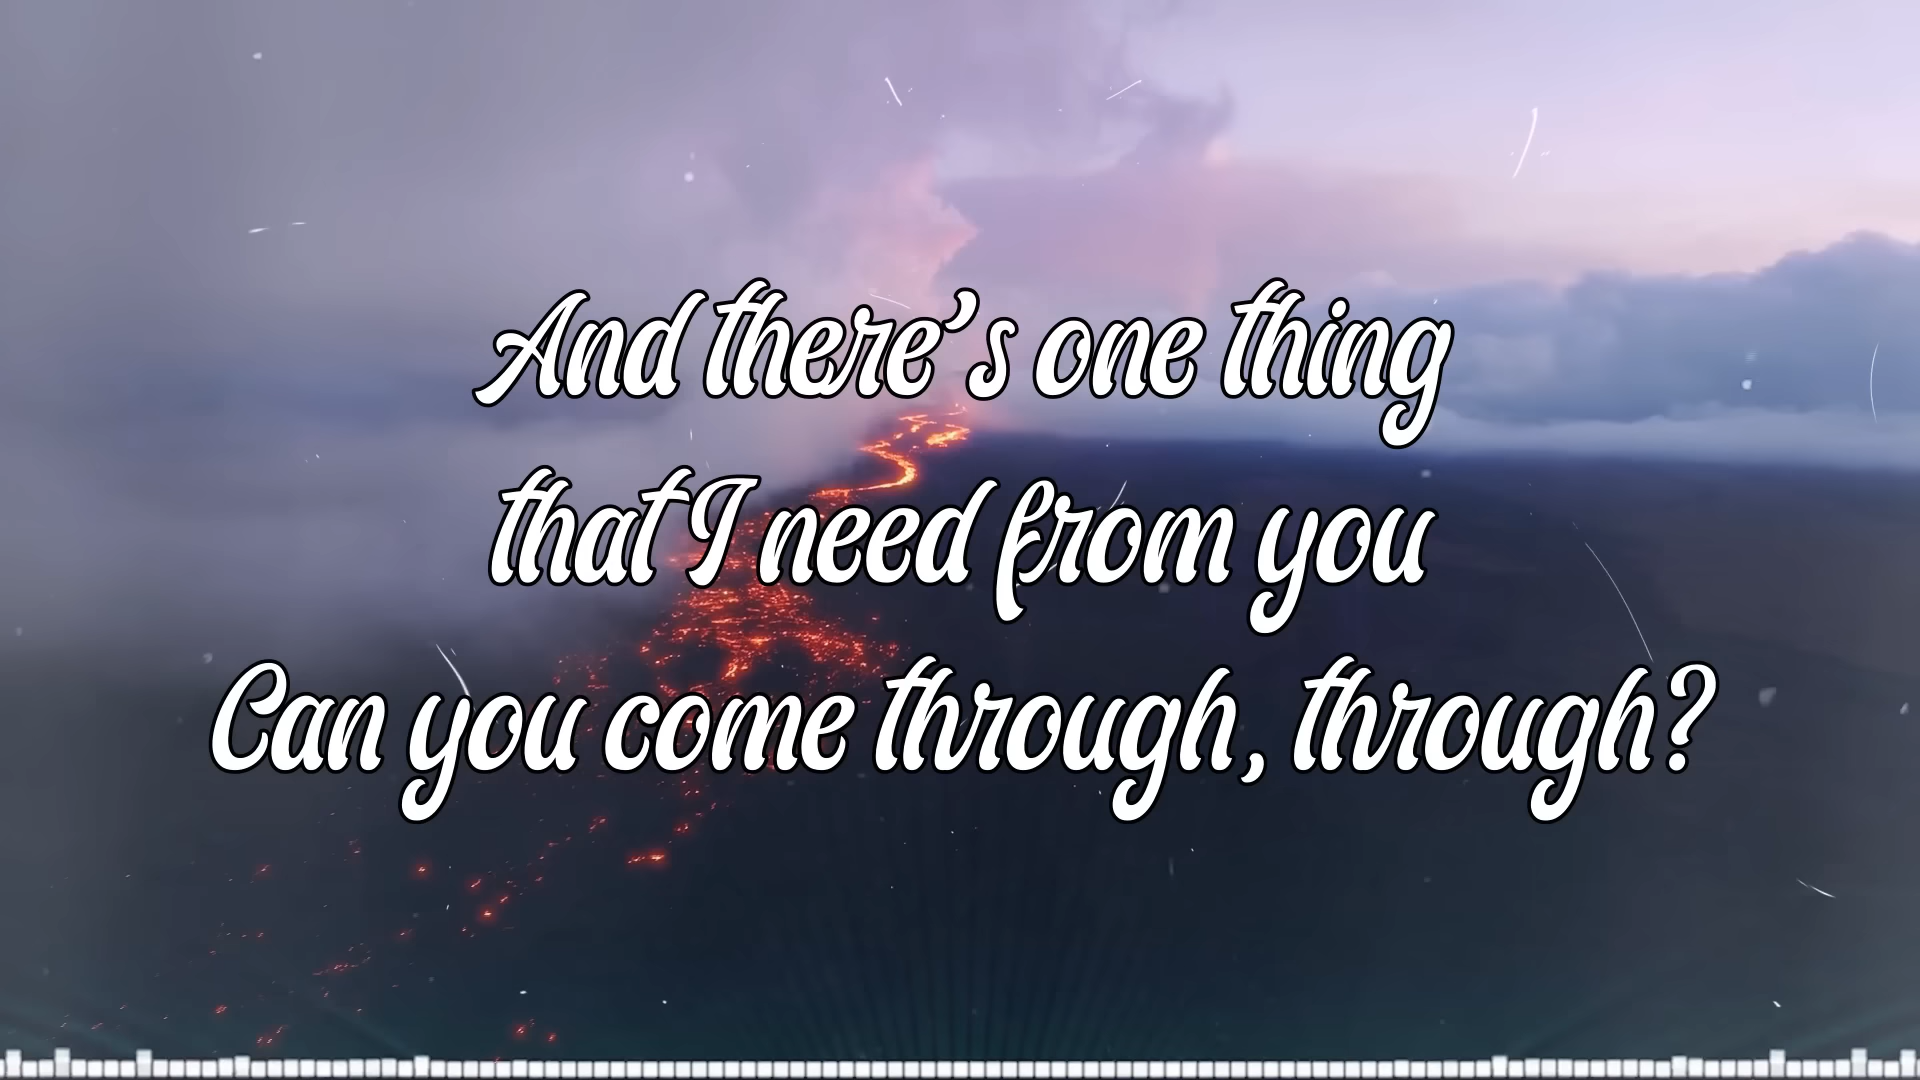 And there's one thing
that I need from you
Can you come through, through?